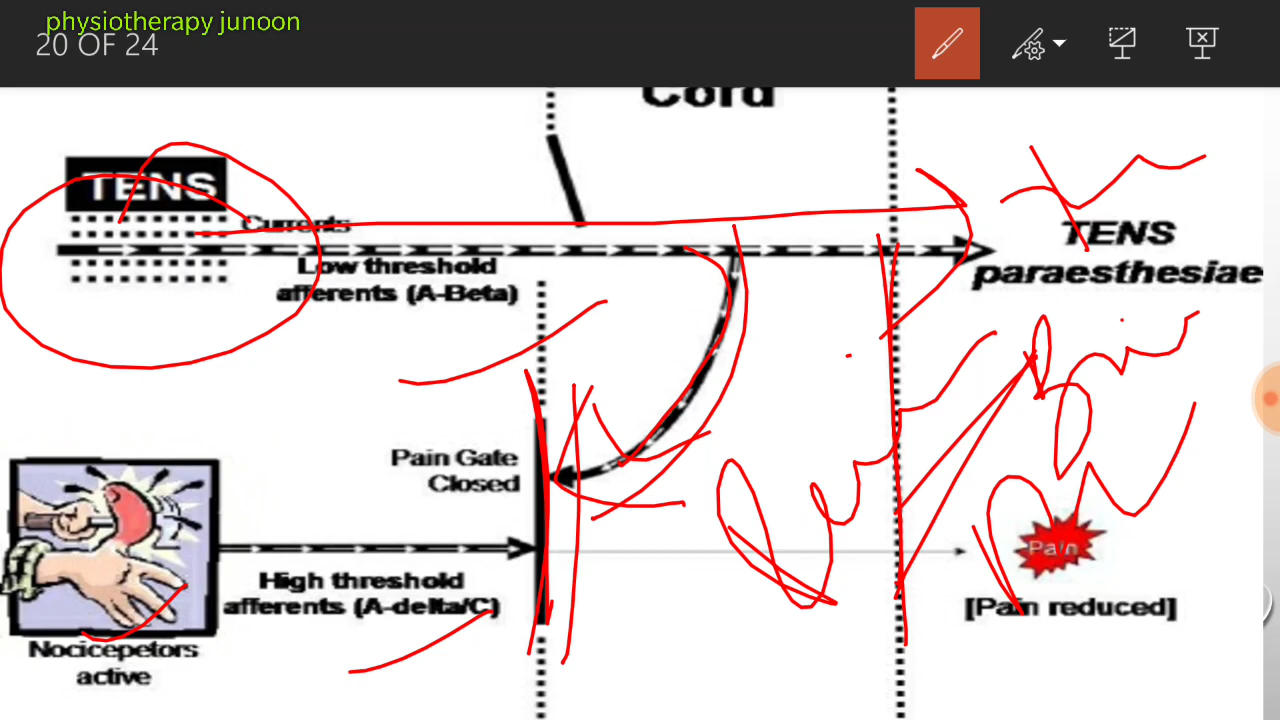 physiotherapy junoon
20 OF 24
Cord
TENS
Currents
TENS
paraesthesiae
Low threshold
afferents (A-Beta)
Pain Gate
Closed
High threshold
afferents (A-delta/C)
Pain
[Pain reduced]
Nocicepetors
active